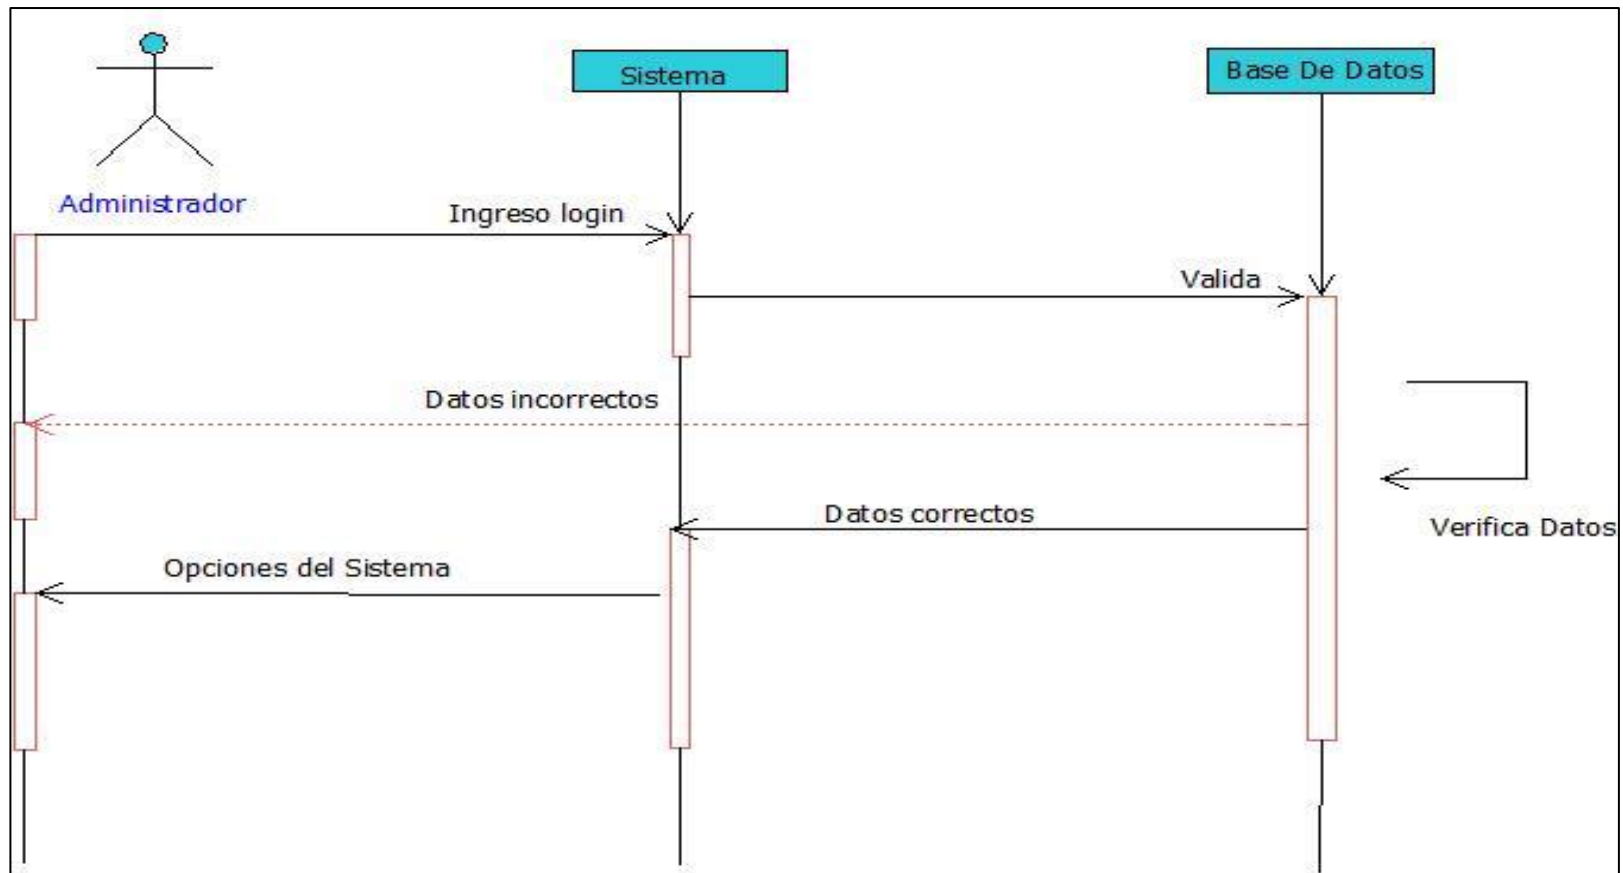 Sistema
Base De Datos
Administrador
Ingreso login
Valida
Datos incorrectos
Datos correctos
Verifica Datos
Opciones del Sistema